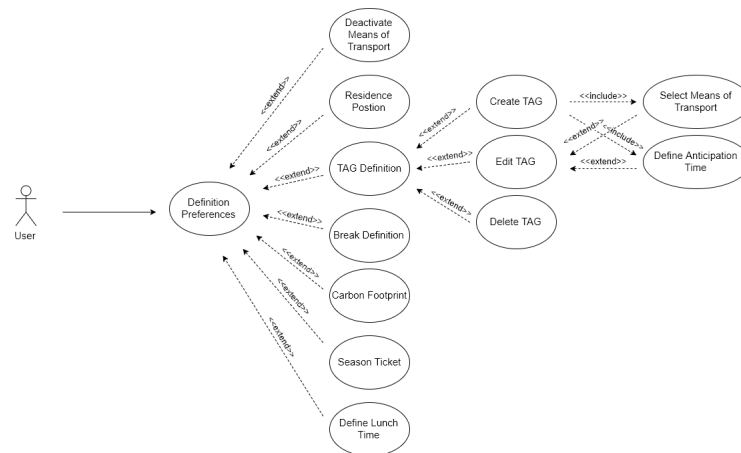 Deactivate
Means of
Transport
<<extend>>
Residence
Postion
<<extend>>
Create TAG
<<include>>
Select Means of
Transport
<<extend>>
<<extend>>
<<include>>
TAG Definition
<<extend>>
Edit TAG
<<extend>>
<<extend>>
Define Anticipation
Time
User
Definition
Preferences
<<extend>>
Break Definition
<<extend>>
Delete TAG
<<extend>>
Carbon Footprint
<<extend>>
Season Ticket
<<extend>>
Define Lunch
Time